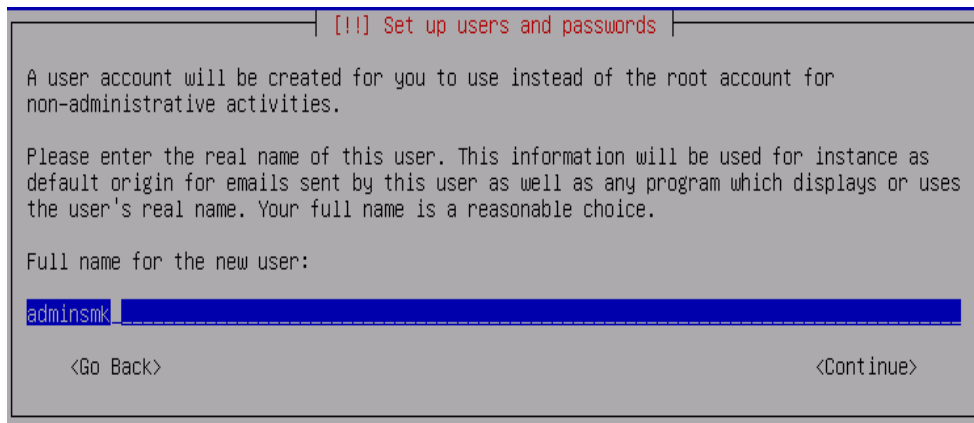 [!!] Set up users and passwords
A user account will be created for you to use instead of the root account for
non-administrative activities.
Please enter the real name of this user. This information will be used for instance as
default origin for emails sent by this user as well as any program which displays or uses
the user's real name. Your full name is a reasonable choice.
Full name for the new user:
adminsmk
<Go Back> <Continue>